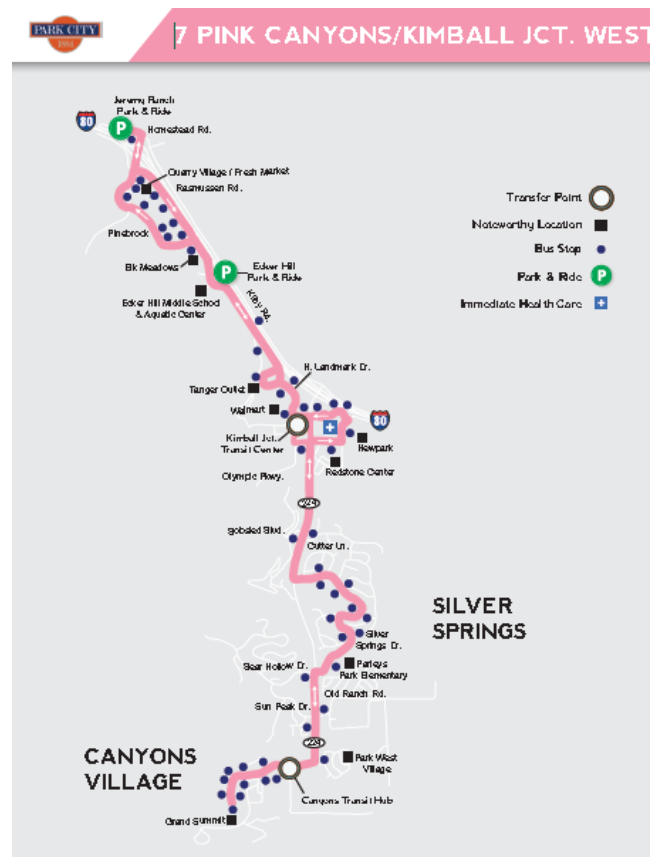 PARK CITY
1884
7 PINK CANYONS/KIMBALL JCT. WEST
Jeremy Ranch
Park & Ride
80
P
Homestead Rd.
Quarry Village / Fresh Market
Rasmussen Rd.
Transfer Point
Noteworthy Location
Pinebrook
Bus Stop
Elk Meadows
P
Ecker Hill
Park & Ride
Park & Ride
P
Ecker Hill Middle School
& Aquatic Center
Kilby Rd.
Immediate Health Care
N. Landmark Dr.
Tanger Outlet
Walmart
80
Kimball Jct.
Transit Center
Newpark
Redstone Center
Olympic Pkwy.
224
Bobsled Blvd.
Cutter Ln.
SILVER
SPRINGS
Silver
Springs Dr.
Bear Hollow Dr.
Parleys
Park Elementary
Old Ranch Rd.
Sun Peak Dr.
224
CANYONS
VILLAGE
Park West
Village
Canyons Transit Hub
Grand Summit